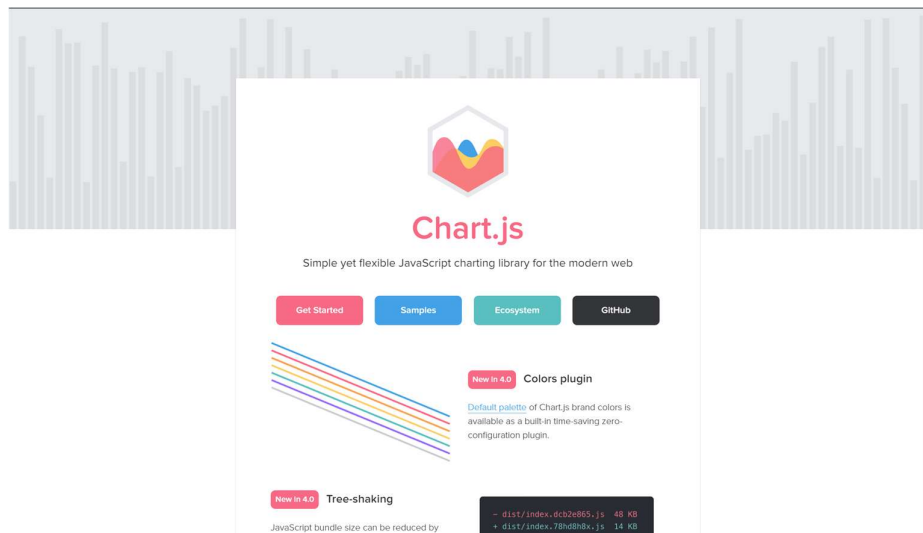 Chart.js
Simple yet flexible JavaScript charting library for the modern web
Get Started
Samples
Ecosystem
GitHub
New in 4.0
Colors plugin
Default palette of Chart.js brand colors is
available as a built-in time-saving zero-
configuration plugin.
New in 4.0
Tree-shaking
JavaScript bundle size can be reduced by
− dist/index.dcb2e865.js 48 KB
+ dist/index.78hd8h8x.js 14 KB